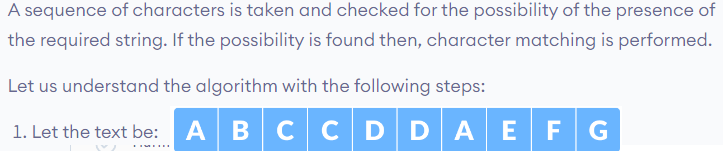 A sequence of characters is taken and checked for the possibility of the presence of
the required string. If the possibility is found then, character matching is performed.
Let us understand the algorithm with the following steps:
1. Let the text be: A B C C D D A E F G